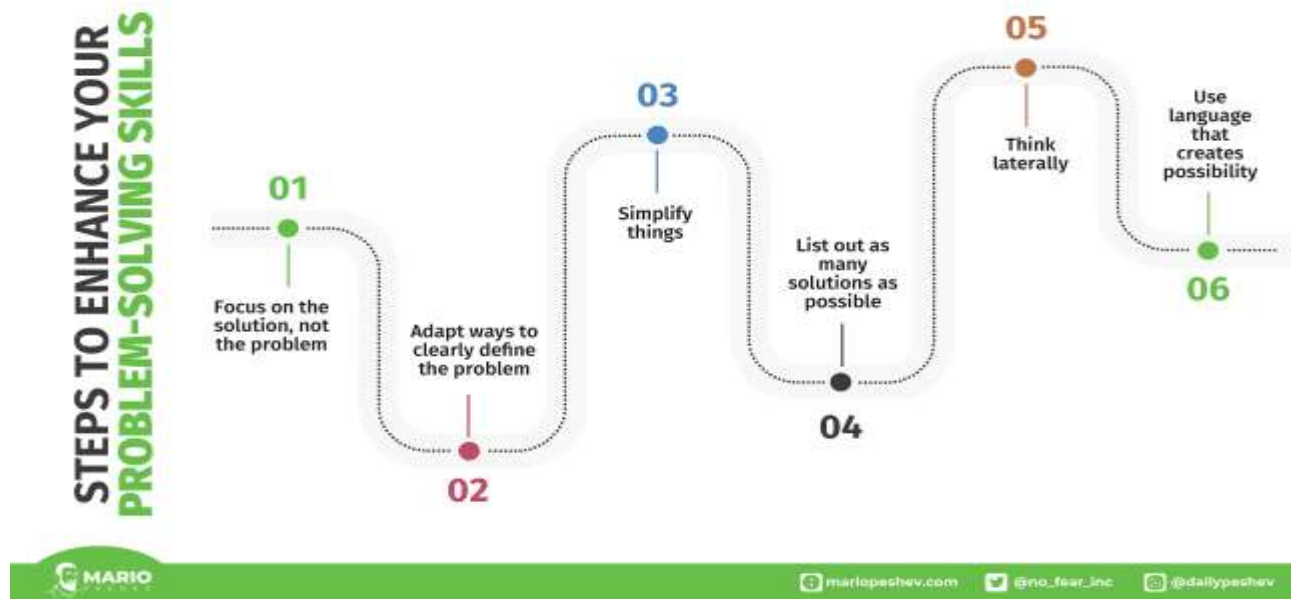 STEPS TO ENHANCE YOUR
PROBLEM-SOLVING SKILLS
01
Focus on the
solution, not
the problem
Adapt ways to
clearly define
the problem
02
03
Simplify
things
List out as
many
solutions as
possible
04
05
Think
laterally
Use
language
that
creates
possibility
06
MARIO
mariopeshev.com
@no_fear_inc
@dailypeshev